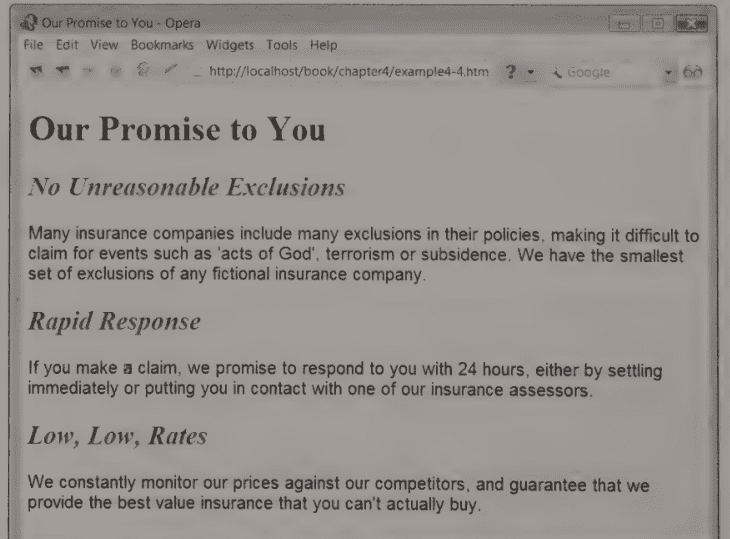 Our Promise to You - Opera
File Edit View Bookmarks Widgets Tools Help
http://localhost/book/chapter4/example4-4.htm ? Google
Our Promise to You
No Unreasonable Exclusions
Many insurance companies include many exclusions in their policies, making it difficult to
claim for events such as 'acts of God', terrorism or subsidence. We have the smallest
set of exclusions of any fictional insurance company.
Rapid Response
If you make a claim, we promise to respond to you with 24 hours, either by settling
immediately or putting you in contact with one of our insurance assessors.
Low, Low, Rates
We constantly monitor our prices against our competitors, and guarantee that we
provide the best value insurance that you can't actually buy.